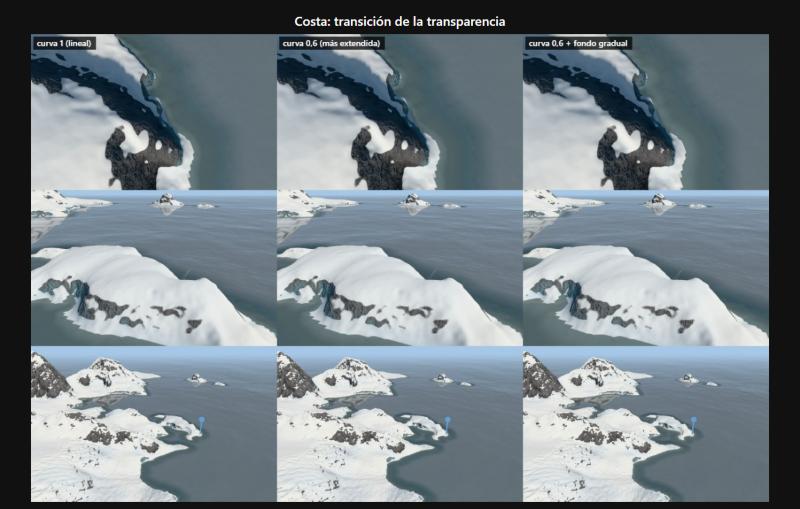 Costa: transición de la transparencia
curva 1 (lineal)
curva 0,6 (más extendida)
curva 0,6 + fondo gradual